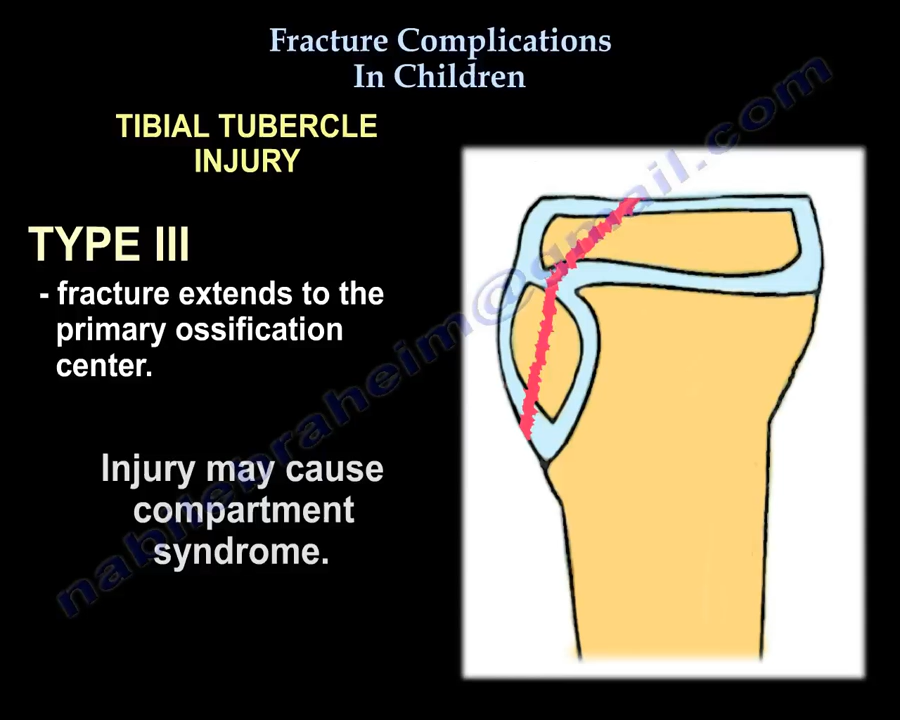 Fracture Complications
In Children
TIBIAL TUBERCLE
INJURY
TYPE III
- fracture extends to the
primary ossification
center.
Injury may cause
compartment
syndrome.
nabilebraheim@gmail.com